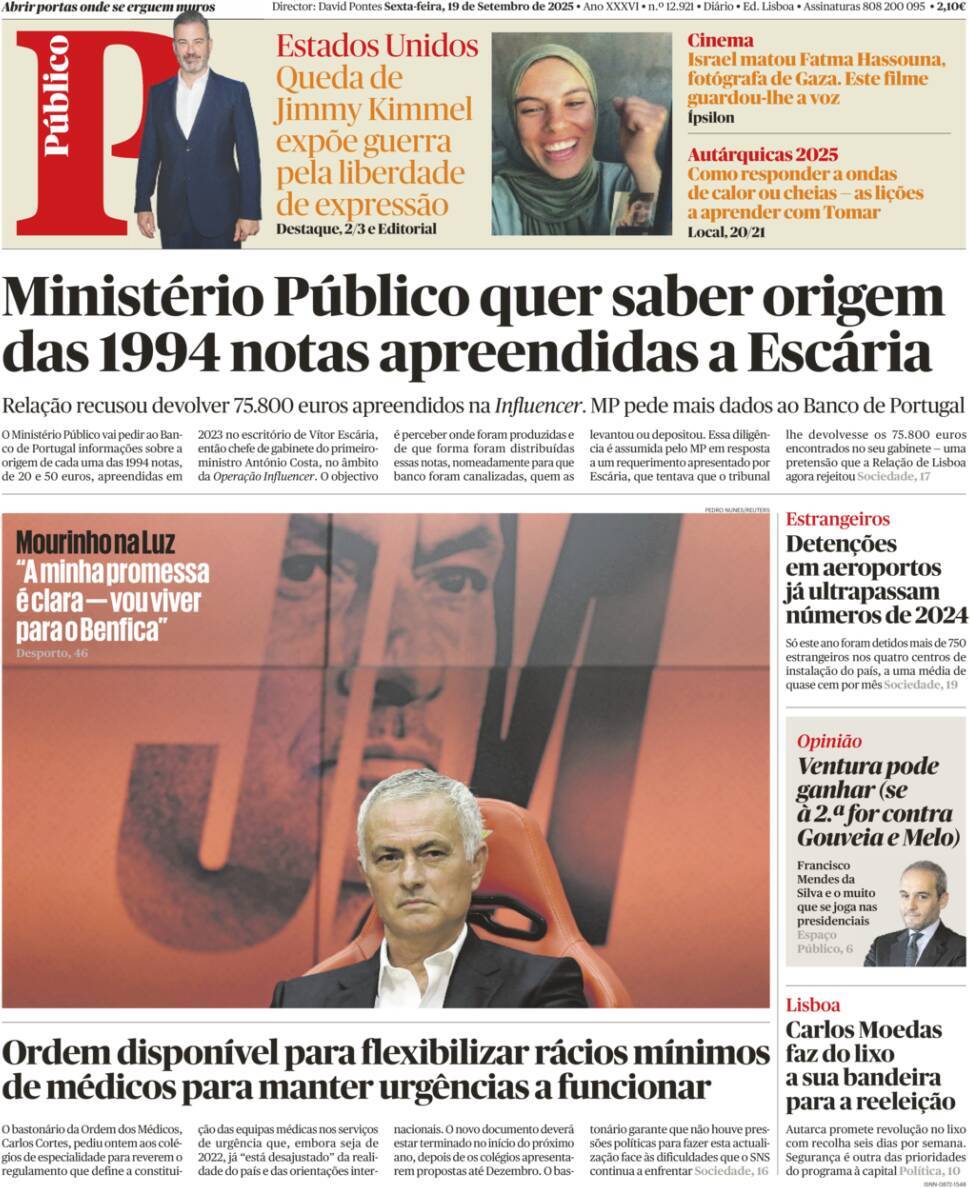 Abrir portas onde se erguem muros
Director: David Pontes Sexta-feira, 19 de Setembro de 2025 • Ano XXXVI • n.º 12.921 • Diário • Ed. Lisboa • Assinaturas 808 200 095 • 2,10€
P
Público
Estados Unidos
Queda de
Jimmy Kimmel
expõe guerra
pela liberdade
de expressão
Destaque, 2/3 e Editorial
Cinema
Israel matou Fatma Hassouna,
fotógrafa de Gaza. Este filme
guardou-lhe a voz
Ípsilon
Autárquicas 2025
Como responder a ondas
de calor ou cheias — as lições
a aprender com Tomar
Local, 20/21
Ministério Público quer saber origem
das 1994 notas apreendidas a Escária
Relação recusou devolver 75.800 euros apreendidos na Influencer. MP pede mais dados ao Banco de Portugal
O Ministério Público vai pedir ao Ban-
co de Portugal informações sobre a
origem de cada uma das 1994 notas,
de 20 e 50 euros, apreendidas em
2023 no escritório de Vítor Escária,
então chefe de gabinete do primeiro-
ministro António Costa, no âmbito
da Operação Influencer. O objectivo
é perceber onde foram produzidas e
de que forma foram distribuídas
essas notas, nomeadamente para que
banco foram canalizadas, quem as
levantou ou depositou. Essa diligên-
cia é assumida pelo MP em resposta
a um requerimento apresentado por
Escária, que tentava que o tribunal
lhe devolvesse os 75.800 euros
encontrados no seu gabinete — uma
pretensão que a Relação de Lisboa
agora rejeitou Sociedade, 17
PEDRO NUNES/REUTERS
Mourinho na Luz
“A minha promessa
é clara — vou viver
para o Benfica”
Desporto, 46
JM
Estrangeiros
Detenções
em aeroportos
já ultrapassam
números de 2024
Só este ano foram detidos mais de 750
estrangeiros nos quatro centros de
instalação do país, a uma média de
quase cem por mês Sociedade, 19
Opinião
Ventura pode
ganhar (se
à 2.ª for contra
Gouveia e Melo)
Francisco
Mendes da
Silva e o muito
que se joga nas
presidenciais
Espaço
Público, 6
Lisboa
Carlos Moedas
faz do lixo
a sua bandeira
para a reeleição
Autarca promete revolução no lixo
com recolha seis dias por semana.
Segurança é outra das prioridades
do programa à capital Política, 10
Ordem disponível para flexibilizar rácios mínimos
de médicos para manter urgências a funcionar
O bastonário da Ordem dos Médicos,
Carlos Cortes, pediu ontem aos colé-
gios de especialidade para reverem o
regulamento que define a constitui-
ção das equipas médicas nos serviços
de urgência que, embora seja de
2022, já “está desajustado” da reali-
dade do país e das orientações inter-
nacionais. O novo documento deverá
estar terminado no início do próximo
ano, depois de os colégios apresenta-
rem propostas até Dezembro. O bas-
tonário garante que não houve pres-
sões políticas para fazer esta actuali-
zação face às dificuldades que o SNS
continua a enfrentar Sociedade, 16
ISNN-0872-1548